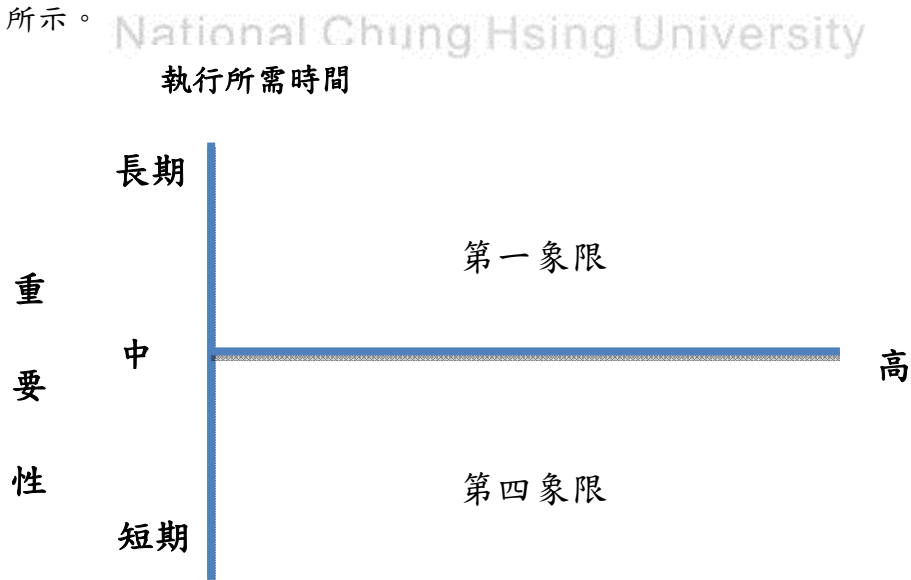 所示。
National Chung Hsing University
執行所需時間
長期
第一象限
重
中
高
要
性
第四象限
短期